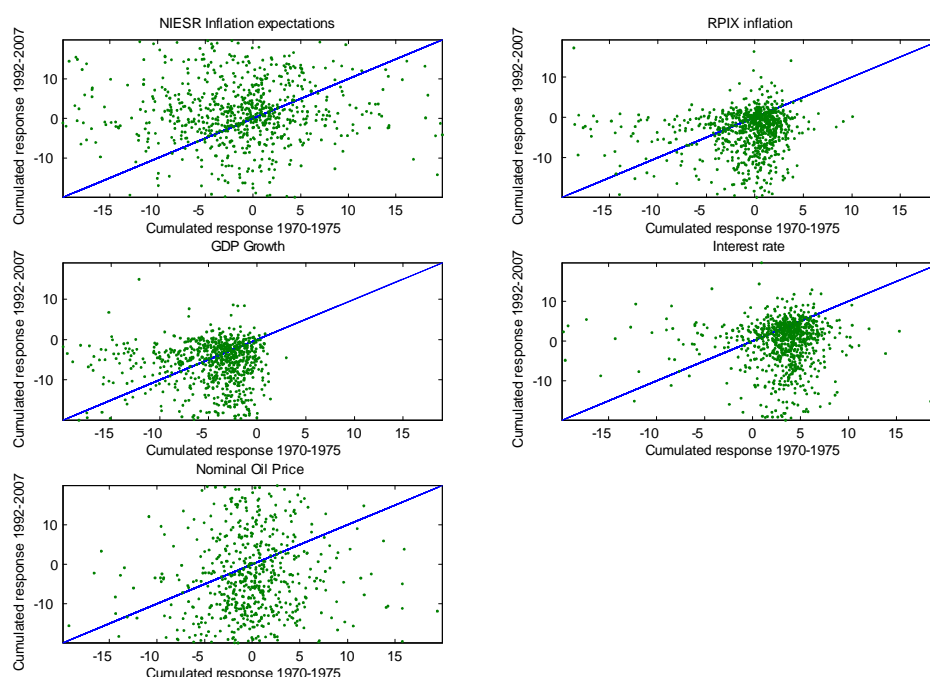 NIESR Inflation expectations
Cumulated response 1992-2007
10
0
-10
-15 -10 -5 0 5 10 15
Cumulated response 1970-1975
RPIX inflation
Cumulated response 1992-2007
10
0
-10
-15 -10 -5 0 5 10 15
Cumulated response 1970-1975
GDP Growth
Cumulated response 1992-2007
10
0
-10
-15 -10 -5 0 5 10 15
Cumulated response 1970-1975
Interest rate
Cumulated response 1992-2007
10
0
-10
-15 -10 -5 0 5 10 15
Cumulated response 1970-1975
Nominal Oil Price
Cumulated response 1992-2007
10
0
-10
-15 -10 -5 0 5 10 15
Cumulated response 1970-1975